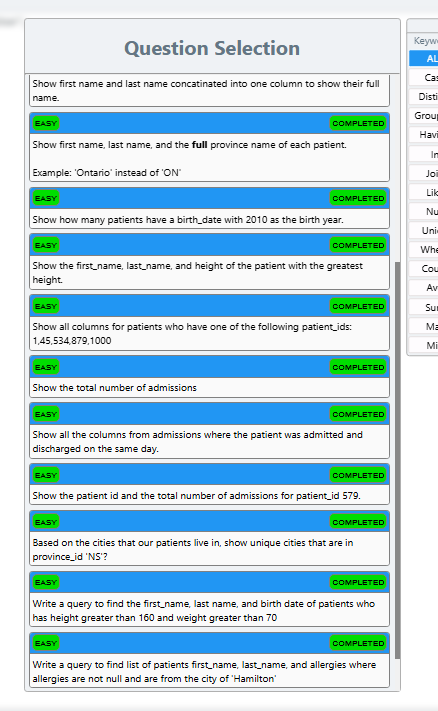 Question Selection
Show first name and last name concatinated into one column to show their full
name.
EASY COMPLETED
Show first name, last name, and the full province name of each patient.
Example: 'Ontario' instead of 'ON'
EASY COMPLETED
Show how many patients have a birth_date with 2010 as the birth year.
EASY COMPLETED
Show the first_name, last_name, and height of the patient with the greatest
height.
EASY COMPLETED
Show all columns for patients who have one of the following patient_ids:
1,45,534,879,1000
EASY COMPLETED
Show the total number of admissions
EASY COMPLETED
Show all the columns from admissions where the patient was admitted and
discharged on the same day.
EASY COMPLETED
Show the patient id and the total number of admissions for patient_id 579.
EASY COMPLETED
Based on the cities that our patients live in, show unique cities that are in
province_id 'NS'?
EASY COMPLETED
Write a query to find the first_name, last name, and birth date of patients who
has height greater than 160 and weight greater than 70
EASY COMPLETED
Write a query to find list of patients first_name, last_name, and allergies where
allergies are not null and are from the city of 'Hamilton'
Keywo
AL
Cas
Disti
Group
Havi
In
Joi
Lik
Nu
Uni
Whe
Cou
Av
Su
Ma
Mi